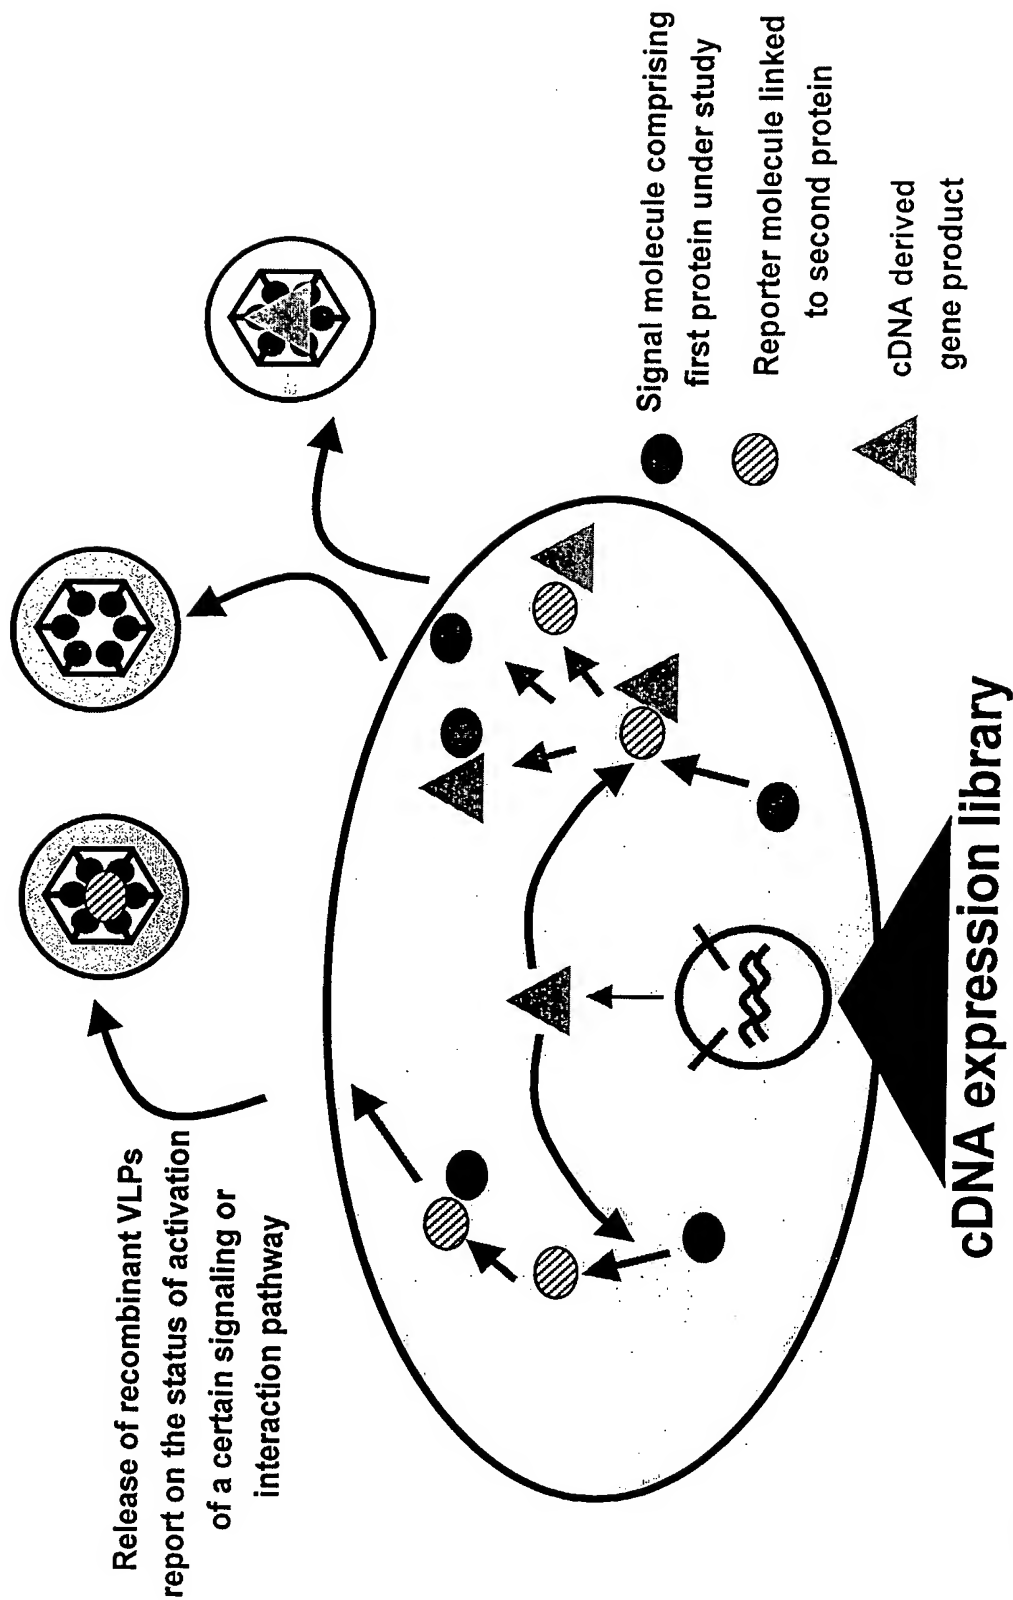 Release of recombinant VLPs
report on the status of activation
of a certain signaling or
interaction pathway
Signal molecule comprising
first protein under study
Reporter molecule linked
to second protein
cDNA derived
gene product
cDNA expression library